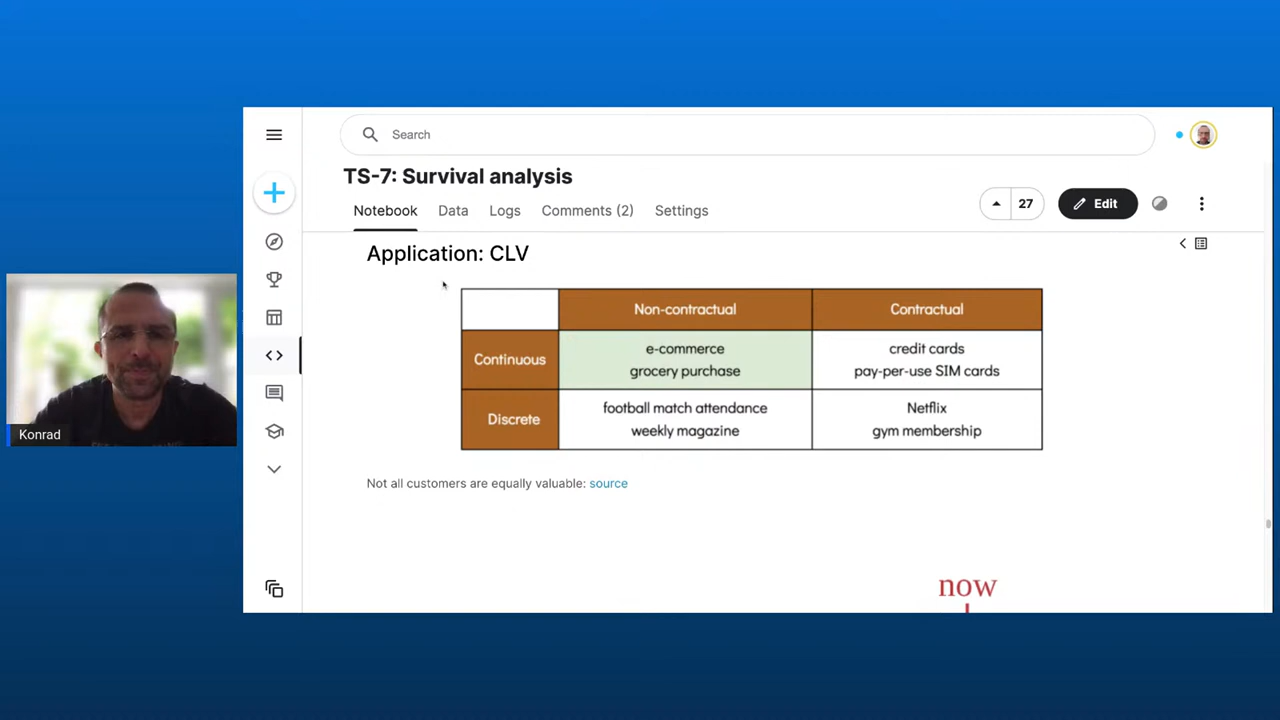 Search
TS-7: Survival analysis
Notebook
Data
Logs
Comments (2)
Settings
27
Edit
Application: CLV
Non-contractual
Contractual
Continuous
e-commerce
grocery purchase
credit cards
pay-per-use SIM cards
Discrete
football match attendance
weekly magazine
Netflix
gym membership
Not all customers are equally valuable: source
now
Konrad